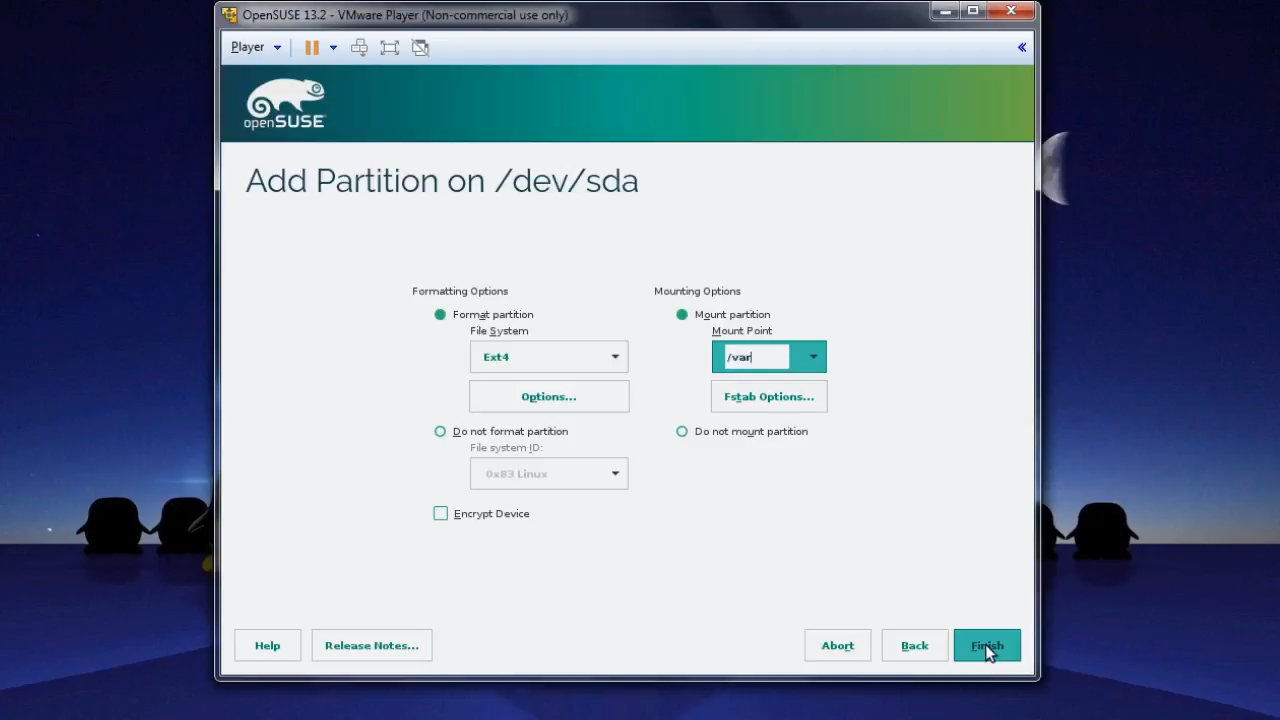 OpenSUSE 13.2 - VMware Player (Non-commercial use only)
Player
openSUSE
Add Partition on /dev/sda
Formatting Options
Format partition
File System
Ext4
Options...
Do not format partition
File system ID:
0x83 Linux
Encrypt Device
Mounting Options
Mount partition
Mount Point
/var
Fstab Options...
Do not mount partition
Help
Release Notes...
Abort
Back
Finish